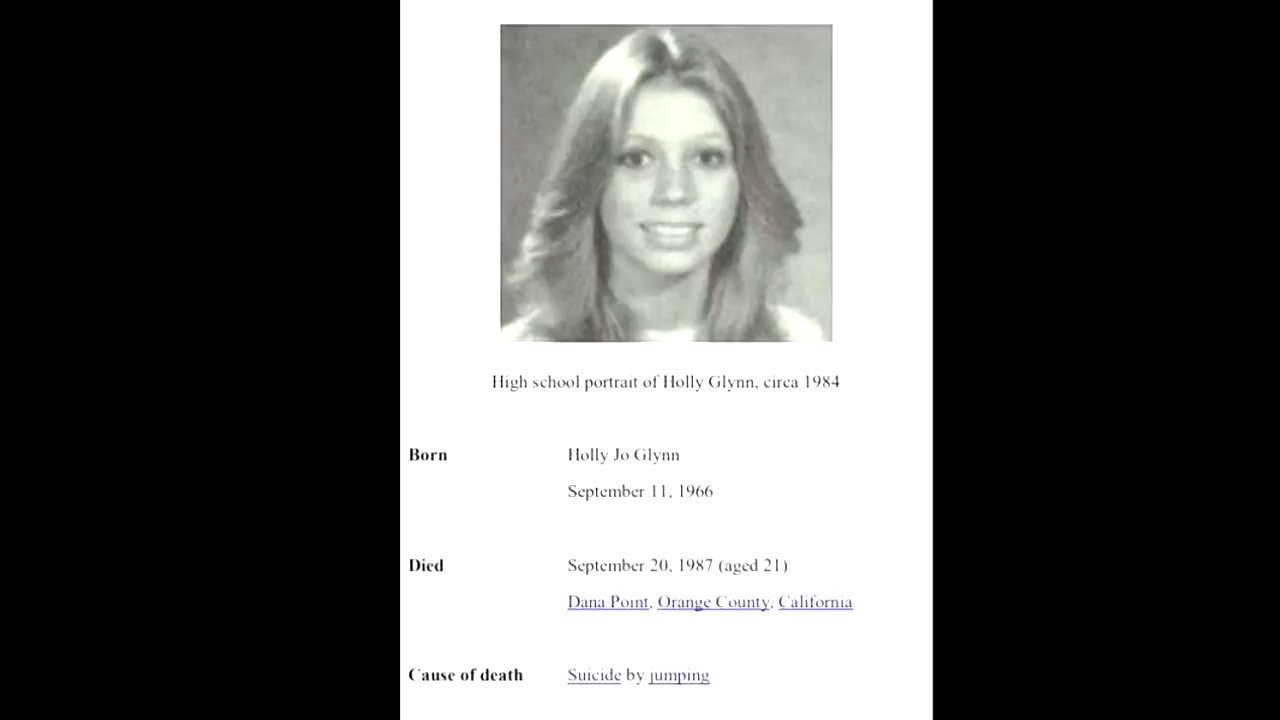 High school portrait of Holly Glynn, circa 1984
Born Holly Jo Glynn
September 11, 1966
Died September 20, 1987 (aged 21)
Dana Point, Orange County, California
Cause of death Suicide by jumping